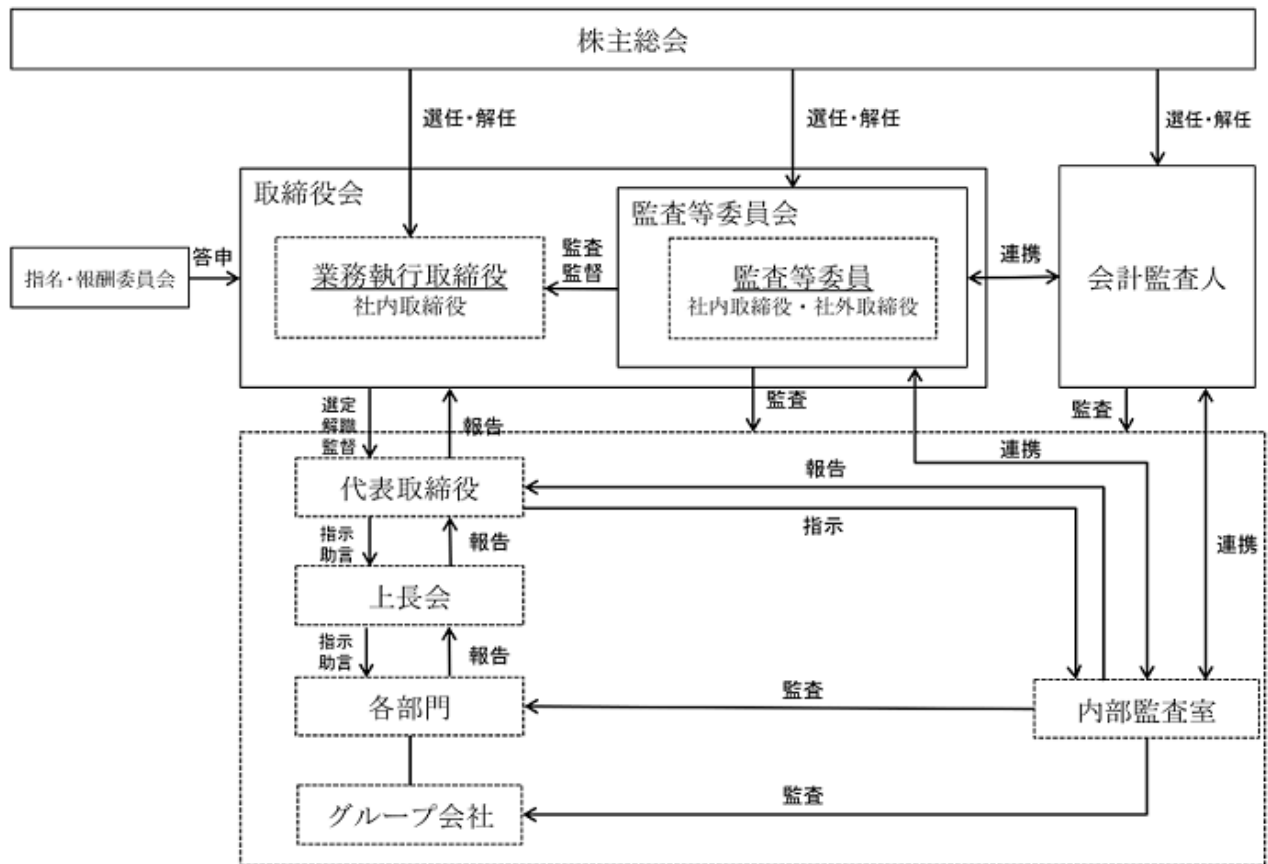 株主総会
選任・解任
選任・解任
選任・解任
取締役会
監査等委員会
指名・報酬委員会
答申
業務執行取締役
社内取締役
監査
監督
監査等委員
社内取締役・社外取締役
連携
会計監査人
選定
解職
監督
報告
監査
監査
代表取締役
報告
連携
指示
指示
助言
報告
連携
上長会
指示
助言
報告
各部門
監査
内部監査室
グループ会社
監査